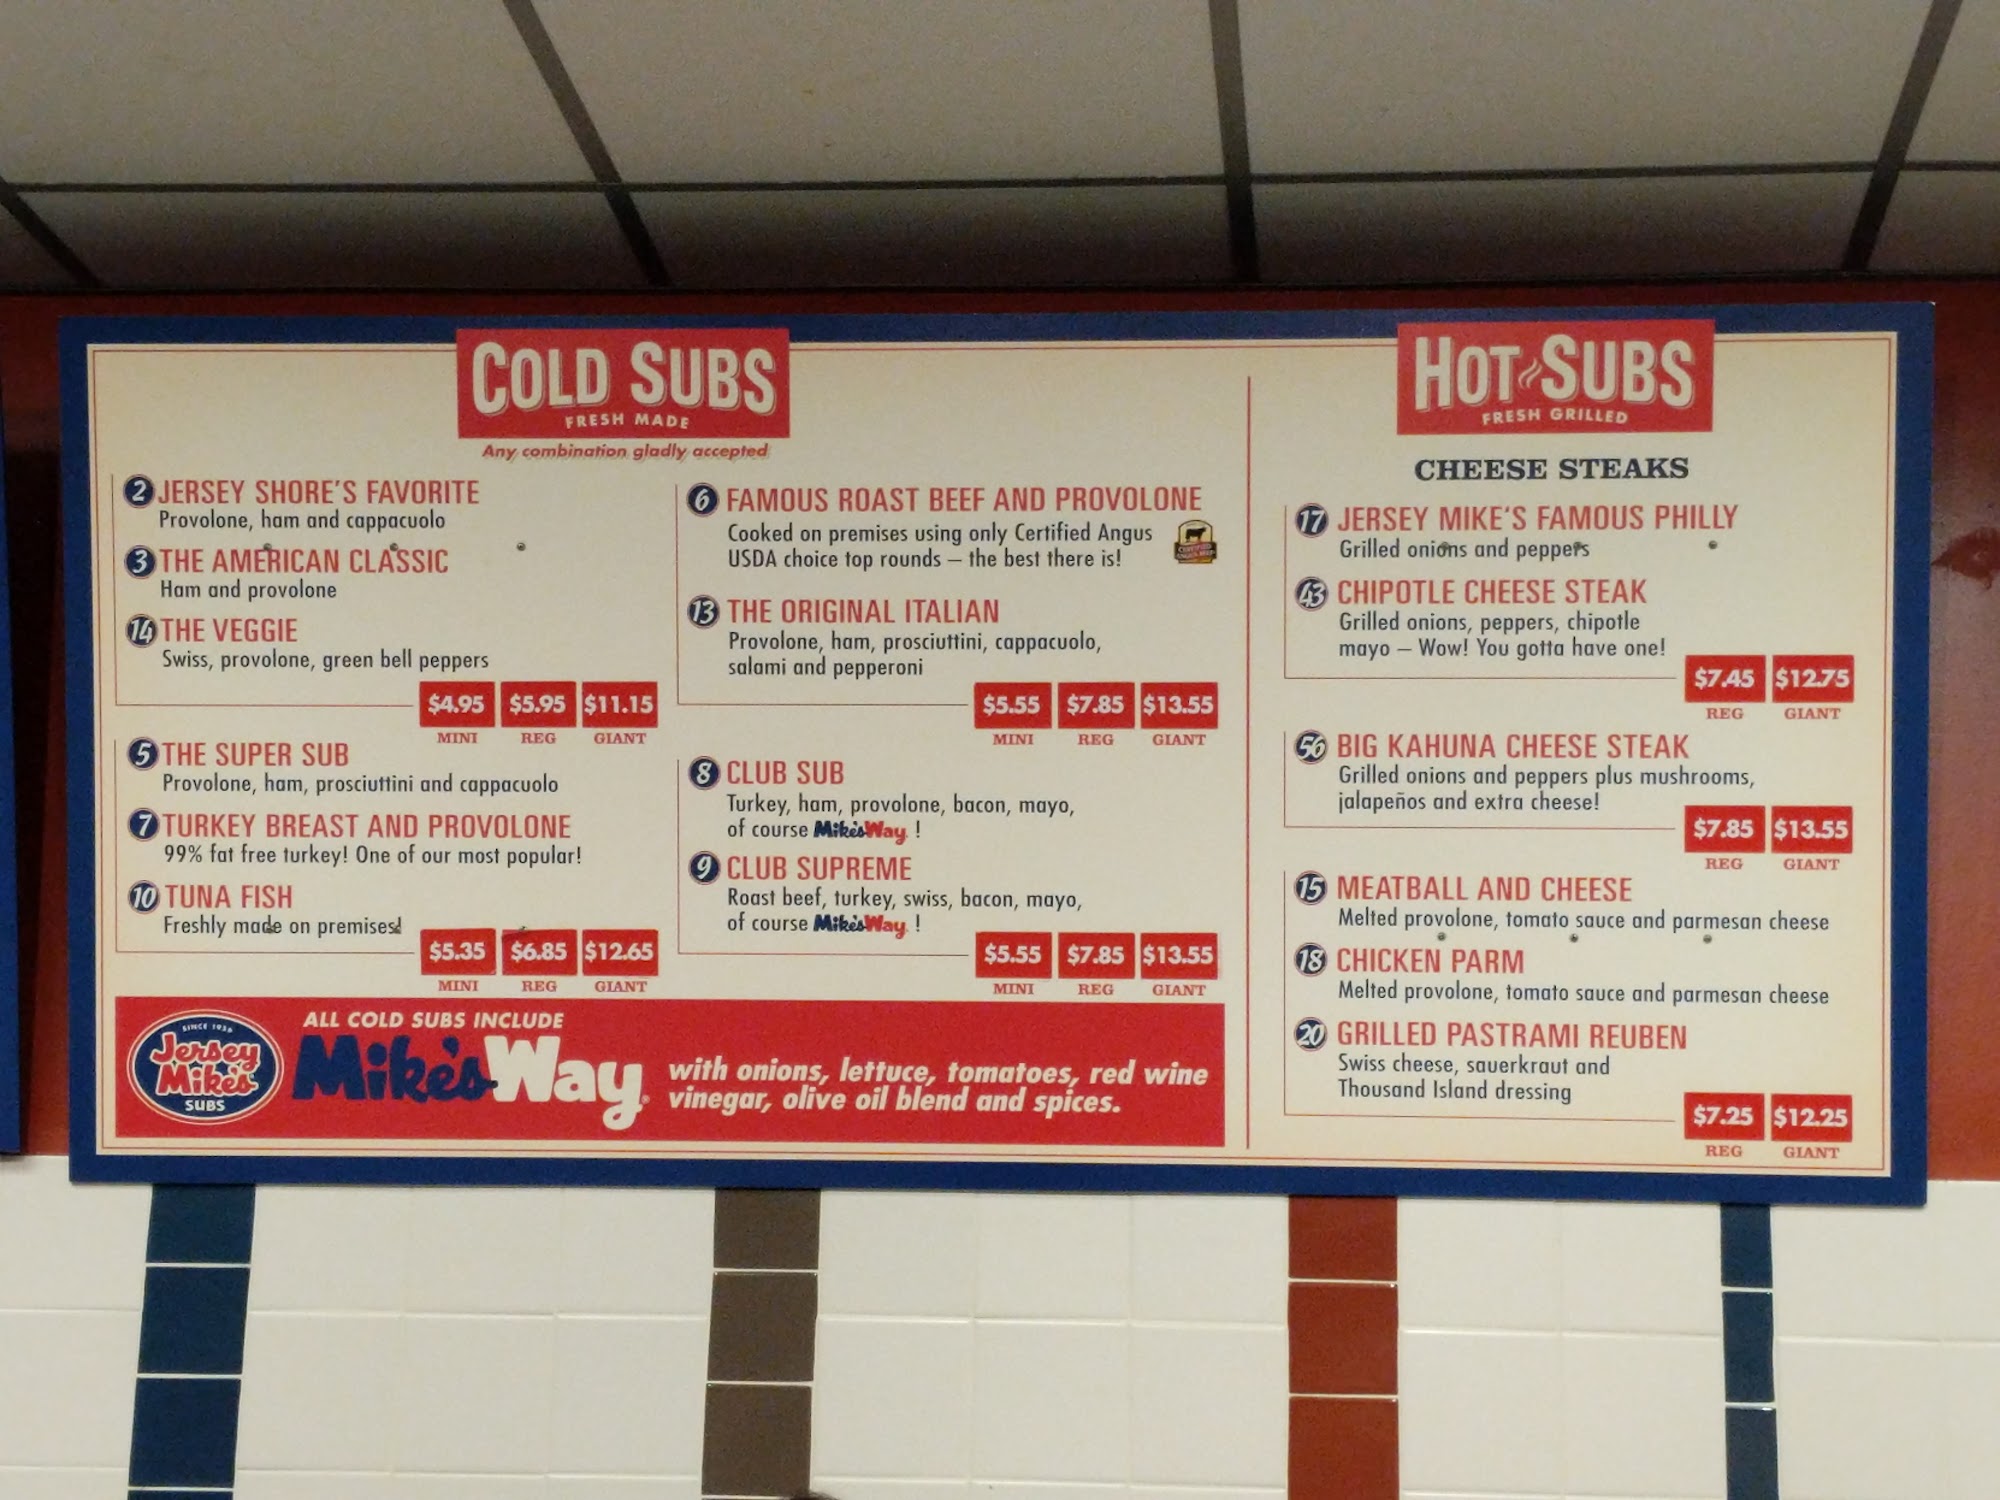 COLD SUBS
FRESH MADE
Any combination gladly accepted
2 JERSEY SHORE'S FAVORITE
Provolone, ham and cappacuolo
3 THE AMERICAN CLASSIC
Ham and provolone
14 THE VEGGIE
Swiss, provolone, green bell peppers
$4.95 $5.95 $11.15
MINI REG GIANT
5 THE SUPER SUB
Provolone, ham, prosciuttini and cappacuolo
7 TURKEY BREAST AND PROVOLONE
99% fat free turkey! One of our most popular!
10 TUNA FISH
Freshly made on premises!
$5.35 $6.85 $12.65
MINI REG GIANT
6 FAMOUS ROAST BEEF AND PROVOLONE
Cooked on premises using only Certified Angus
USDA choice top rounds – the best there is!
CERTIFIED
ANGUS BEEF
13 THE ORIGINAL ITALIAN
Provolone, ham, prosciuttini, cappacuolo,
salami and pepperoni
$5.55 $7.85 $13.55
MINI REG GIANT
8 CLUB SUB
Turkey, ham, provolone, bacon, mayo,
of course Mike's Way !
9 CLUB SUPREME
Roast beef, turkey, swiss, bacon, mayo,
of course Mike's Way !
$5.55 $7.85 $13.55
MINI REG GIANT
SINCE 1956
Jersey
Mike's
SUBS
ALL COLD SUBS INCLUDE
Mike's Way®
with onions, lettuce, tomatoes, red wine
vinegar, olive oil blend and spices.
HOT SUBS
FRESH GRILLED
CHEESE STEAKS
17 JERSEY MIKE'S FAMOUS PHILLY
Grilled onions and peppers
43 CHIPOTLE CHEESE STEAK
Grilled onions, peppers, chipotle
mayo – Wow! You gotta have one!
$7.45 $12.75
REG GIANT
56 BIG KAHUNA CHEESE STEAK
Grilled onions and peppers plus mushrooms,
jalapeños and extra cheese!
$7.85 $13.55
REG GIANT
15 MEATBALL AND CHEESE
Melted provolone, tomato sauce and parmesan cheese
18 CHICKEN PARM
Melted provolone, tomato sauce and parmesan cheese
20 GRILLED PASTRAMI REUBEN
Swiss cheese, sauerkraut and
Thousand Island dressing
$7.25 $12.25
REG GIANT